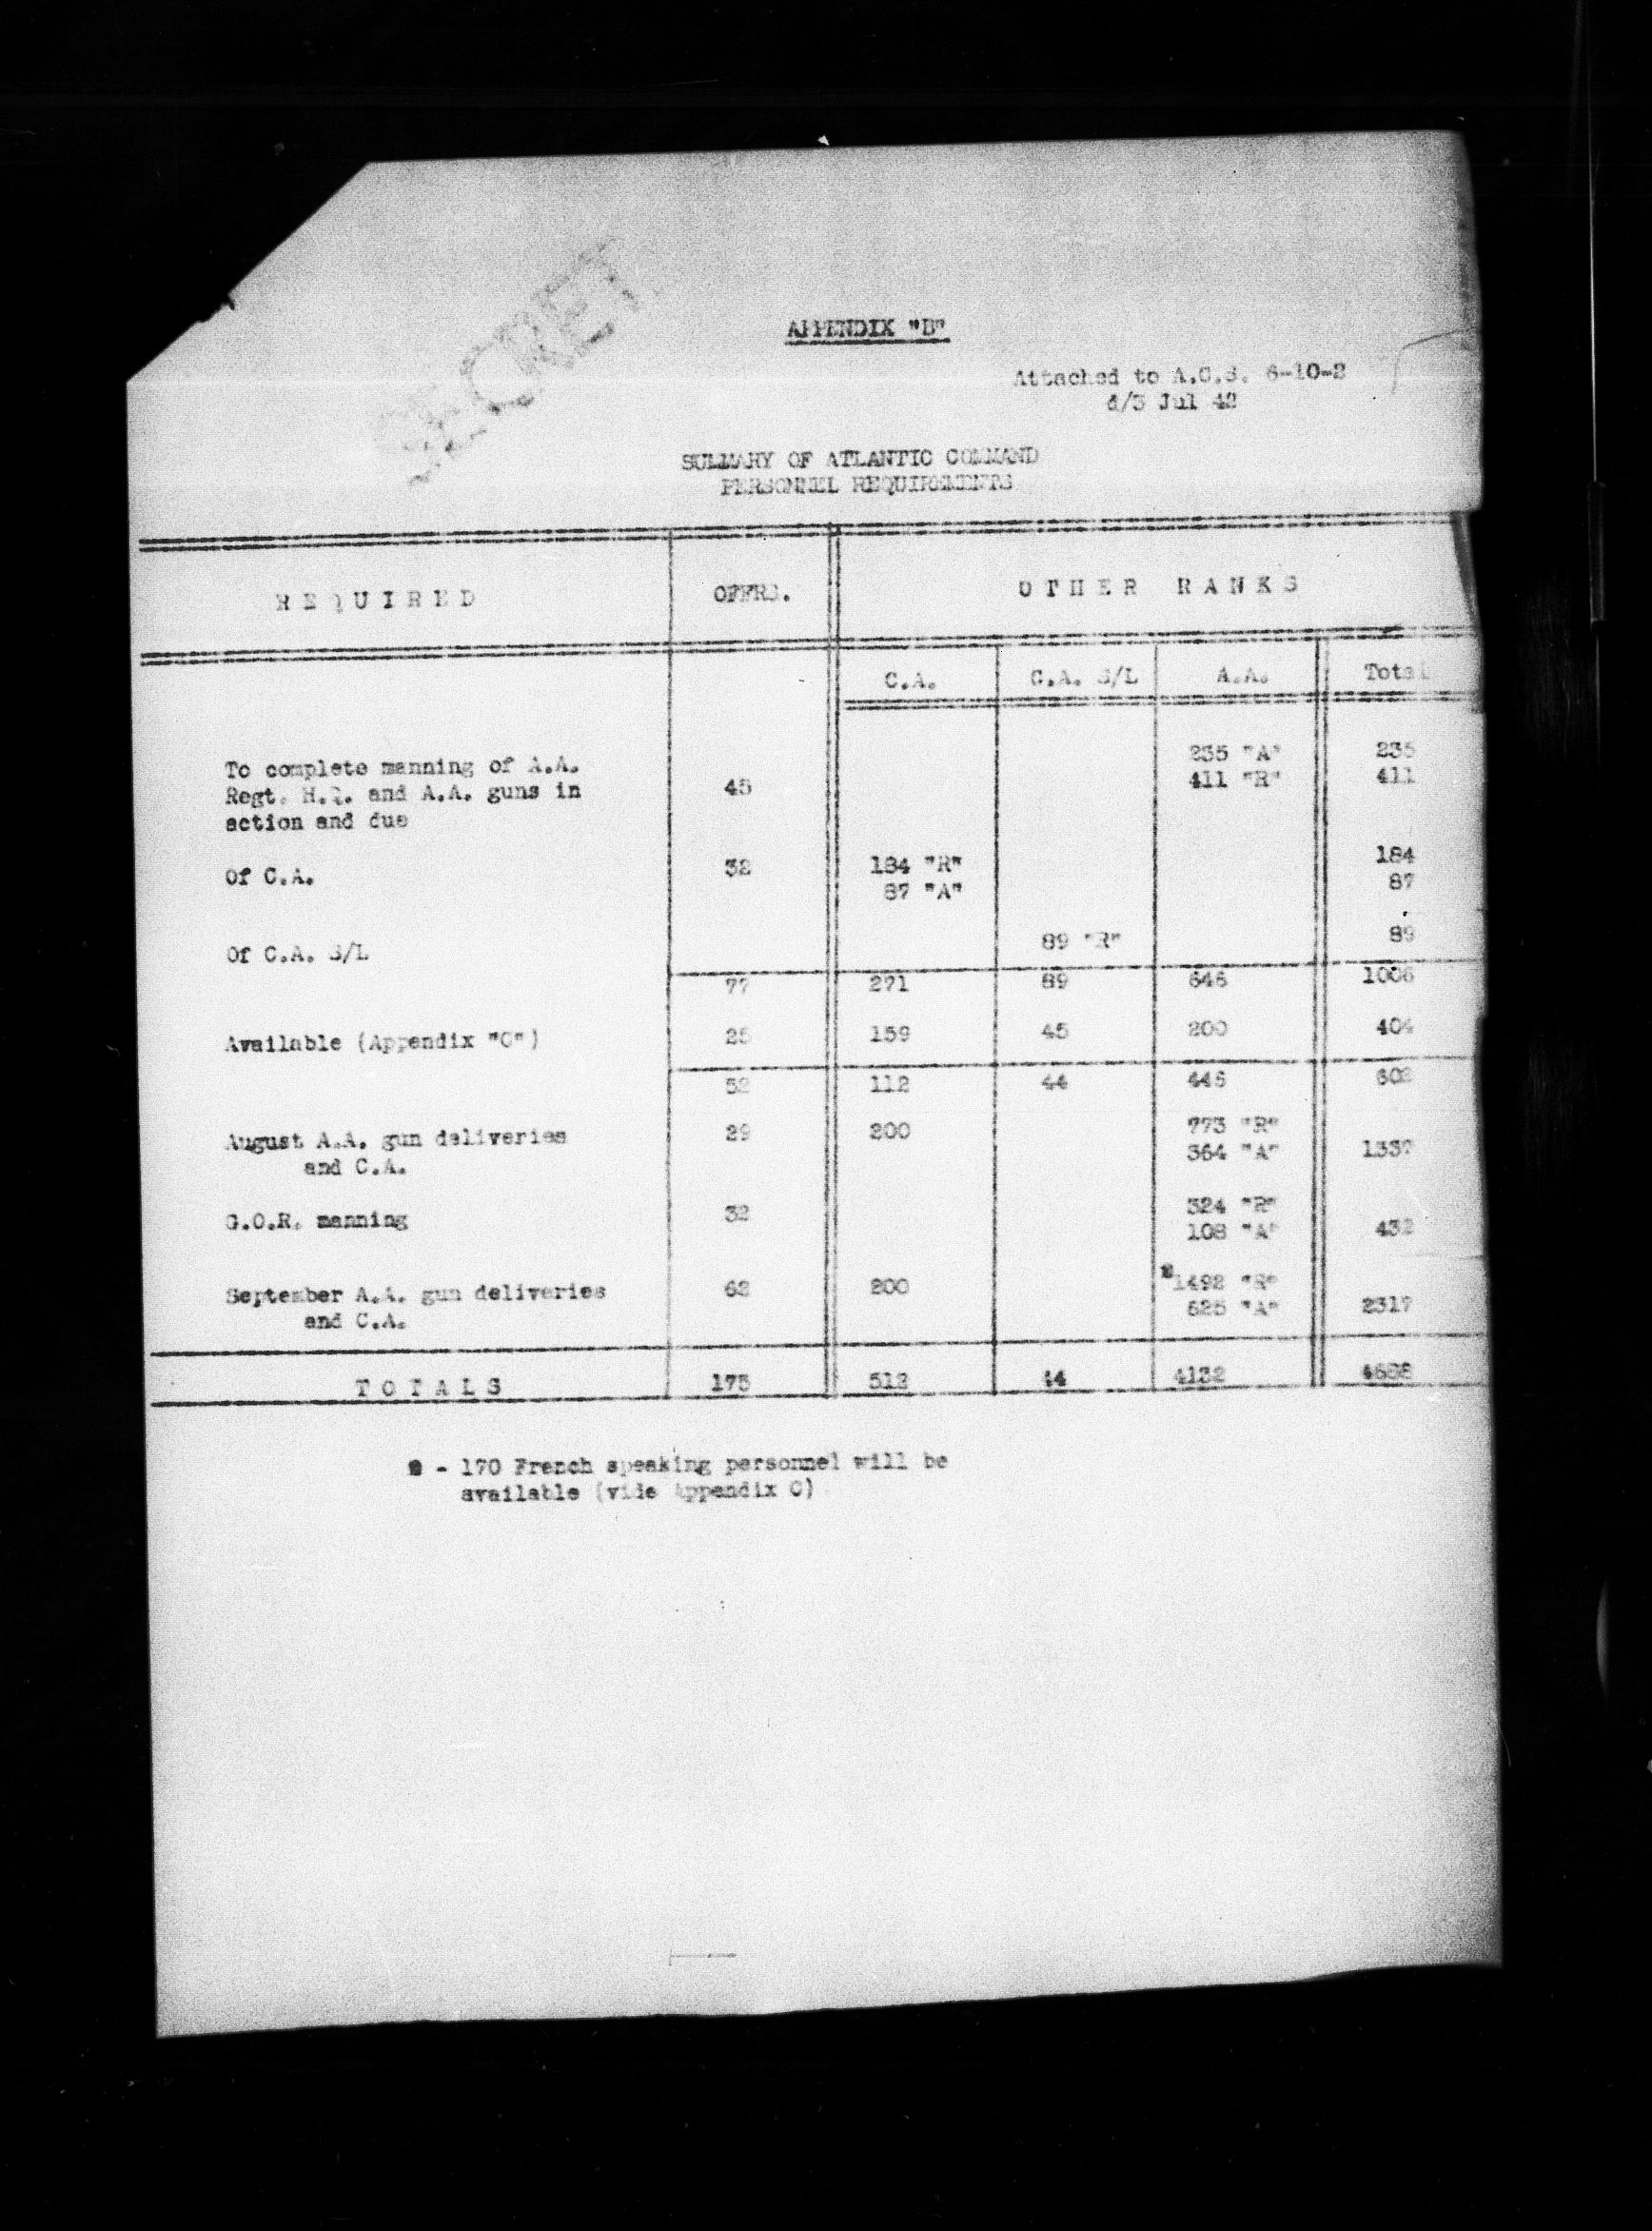 SECRET
APPENDIX "B"
Attached to A.C.S. 6-10-2
d/3 Jul 42
SUMMARY OF ATLANTIC COMMAND
PERSONNEL REQUIREMENTS
REQUIRED OFFRS. OTHER RANKS
C.A. C.A. S/L A.A. Total
235 "A" 235
To complete manning of A.A.
Regt. H.Q. and A.A. guns in 45 411 "R" 411
action and due
Of C.A. 32 184 "R" 184
87 "A" 87
Of C.A. S/L 89 "R" 89
77 271 89 646 1006
Available (Appendix "C") 25 159 45 200 404
52 112 44 446 602
August A.A. gun deliveries 29 200 773 "R"
and C.A. 364 "A" 1337
G.O.R. manning 32 324 "R"
108 "A" 432
September A.A. gun deliveries 62 200 1492 "R"
and C.A. 625 "A" 2317
TOTALS 175 512 44 4132 4688
- 170 French speaking personnel will be
available (vide Appendix C)